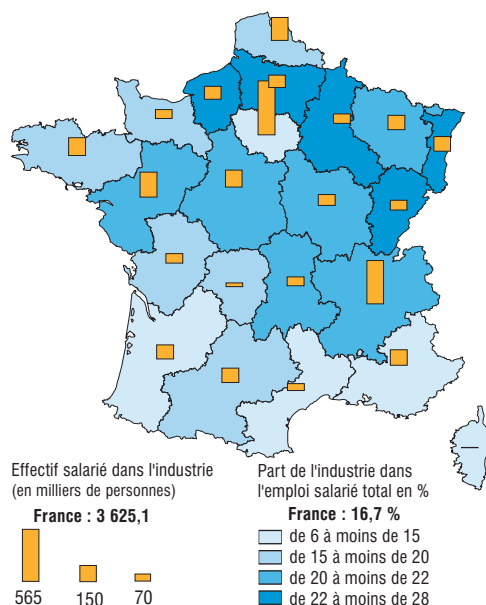 Effectif salarié dans l'industrie
(en milliers de personnes)
France : 3 625,1
565 150 70
Part de l'industrie dans
l'emploi salarié total en %
France : 16,7 %
de 6 à moins de 15
de 15 à moins de 20
de 20 à moins de 22
de 22 à moins de 28